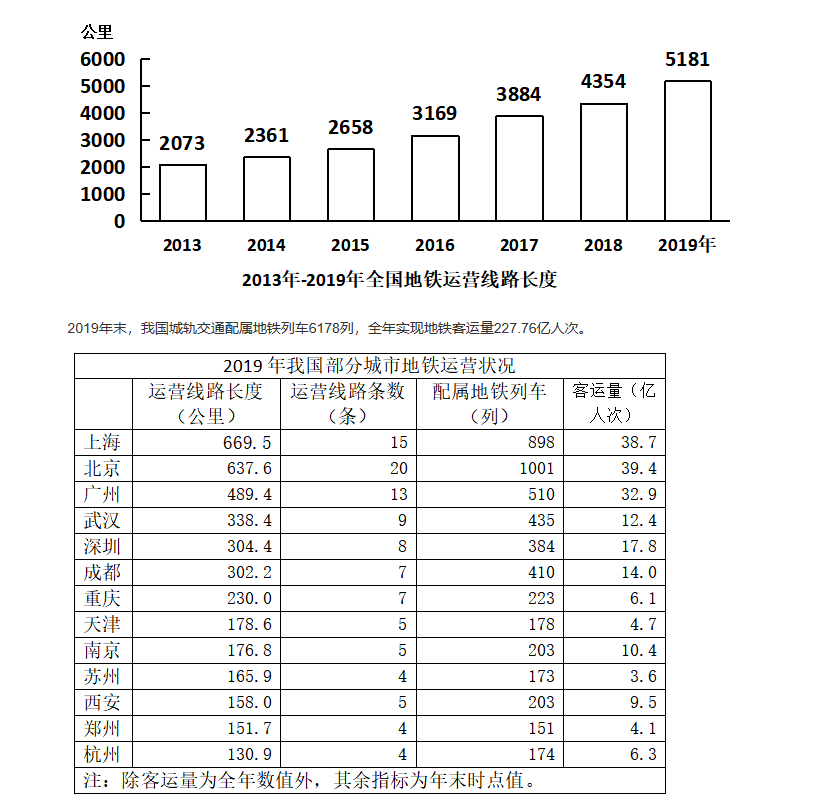 公里
6000
5000
4000
3000
2000
1000
0
2073
2361
2658
3169
3884
4354
5181
2013 2014 2015 2016 2017 2018 2019年
2013年-2019年全国地铁运营线路长度
2019年末，我国城轨交通配属地铁列车6178列，全年实现地铁客运量227.76亿人次。
2019 年我国部分城市地铁运营状况
运营线路长度（公里） 运营线路条数（条） 配属地铁列车（列） 客运量（亿人次）
上海 669.5 15 898 38.7
北京 637.6 20 1001 39.4
广州 489.4 13 510 32.9
武汉 338.4 9 435 12.4
深圳 304.4 8 384 17.8
成都 302.2 7 410 14.0
重庆 230.0 7 223 6.1
天津 178.6 5 178 4.7
南京 176.8 5 203 10.4
苏州 165.9 4 173 3.6
西安 158.0 5 203 9.5
郑州 151.7 4 151 4.1
杭州 130.9 4 174 6.3
注：除客运量为全年数值外，其余指标为年末时点值。